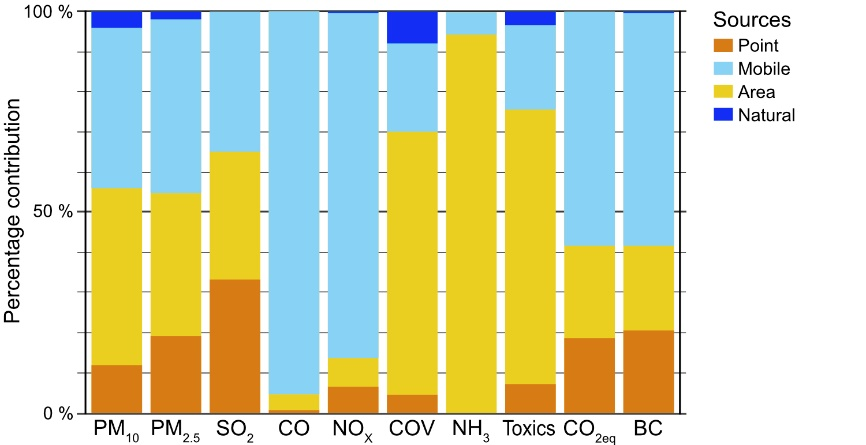 100 %
50 %
0 %
Percentage contribution
PM10 PM2.5 SO2 CO NOX COV NH3 Toxics CO2eq BC
Sources
Point
Mobile
Area
Natural